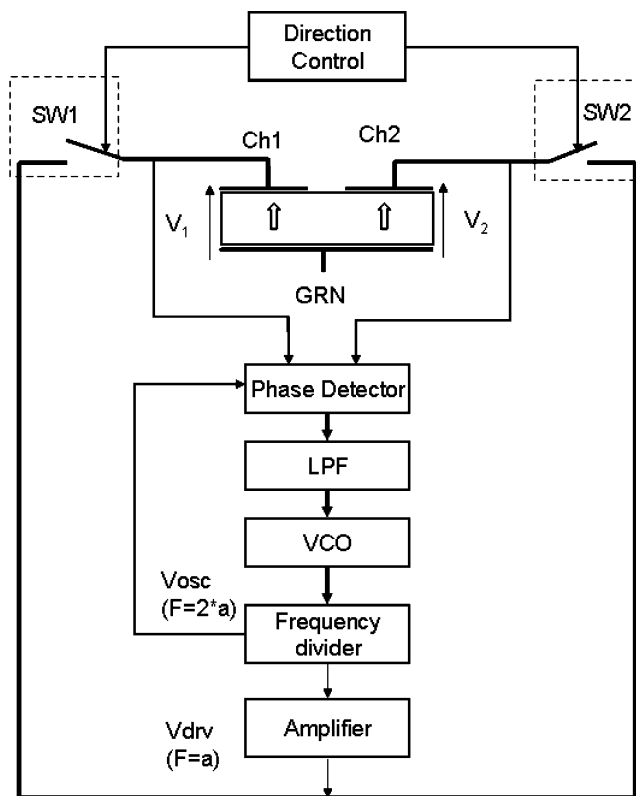 Direction
Control
SW1
SW2
Ch1
Ch2
V1
V2
GRN
Phase Detector
LPF
VCO
Vosc
(F=2*a)
Frequency
divider
Vdrv
(F=a)
Amplifier